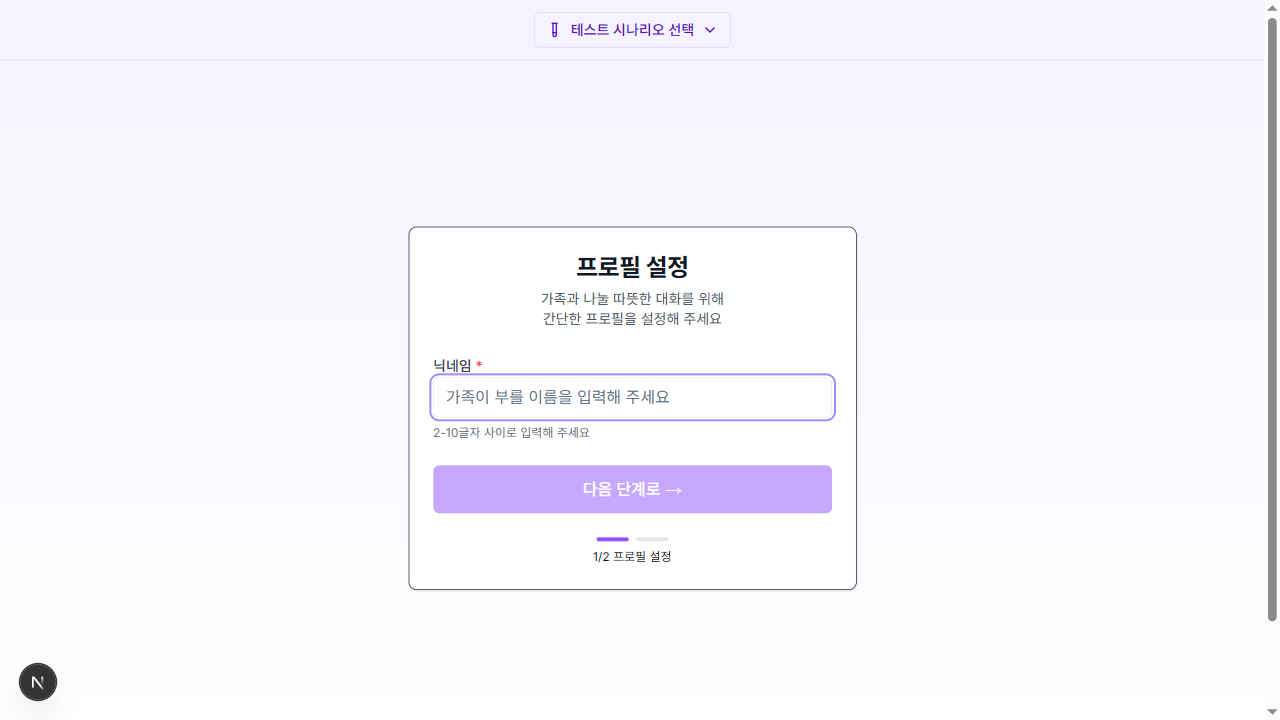 테스트 시나리오 선택
프로필 설정
가족과 나눌 따뜻한 대화를 위해
간단한 프로필을 설정해 주세요
닉네임 *
가족이 부를 이름을 입력해 주세요
2-10글자 사이로 입력해 주세요
다음 단계로 →
1/2 프로필 설정
N